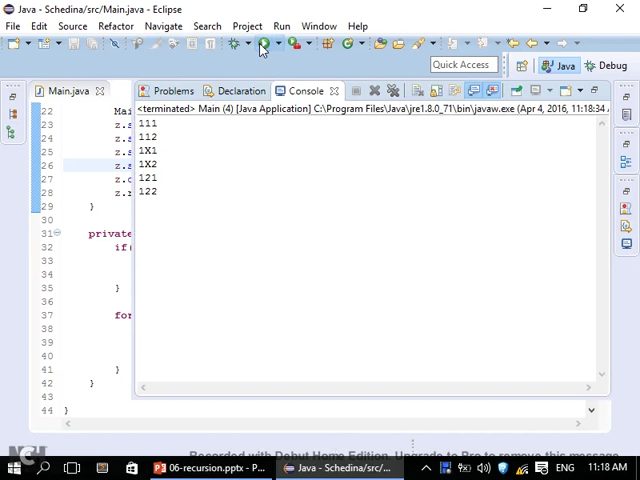 Java - Schedina/src/Main.java - Eclipse
File Edit Source Refactor Navigate Search Project Run Window Help
Quick Access
Java
Debug
Main.java
Problems
Declaration
Console
<terminated> Main (4) [Java Application] C:\Program Files\Java\jre1.8.0_71\bin\javaw.exe (Apr 4, 2016, 11:18:34
22 Mai
23 z.s
24 z.s
25 z.s
26 z.s
27 z.c
28 z.r
29 }
30
31 private
32 if(
33
34
35 }
36
37 for
38
39
40
41 }
42 }
43
44 }
111
112
1X1
1X2
121
122
NCH
Recorded with Debut Home Edition. Upgrade to Pro to remove this message
06-recursion.pptx - P...
Java - Schedina/src/...
ENG
11:18 AM